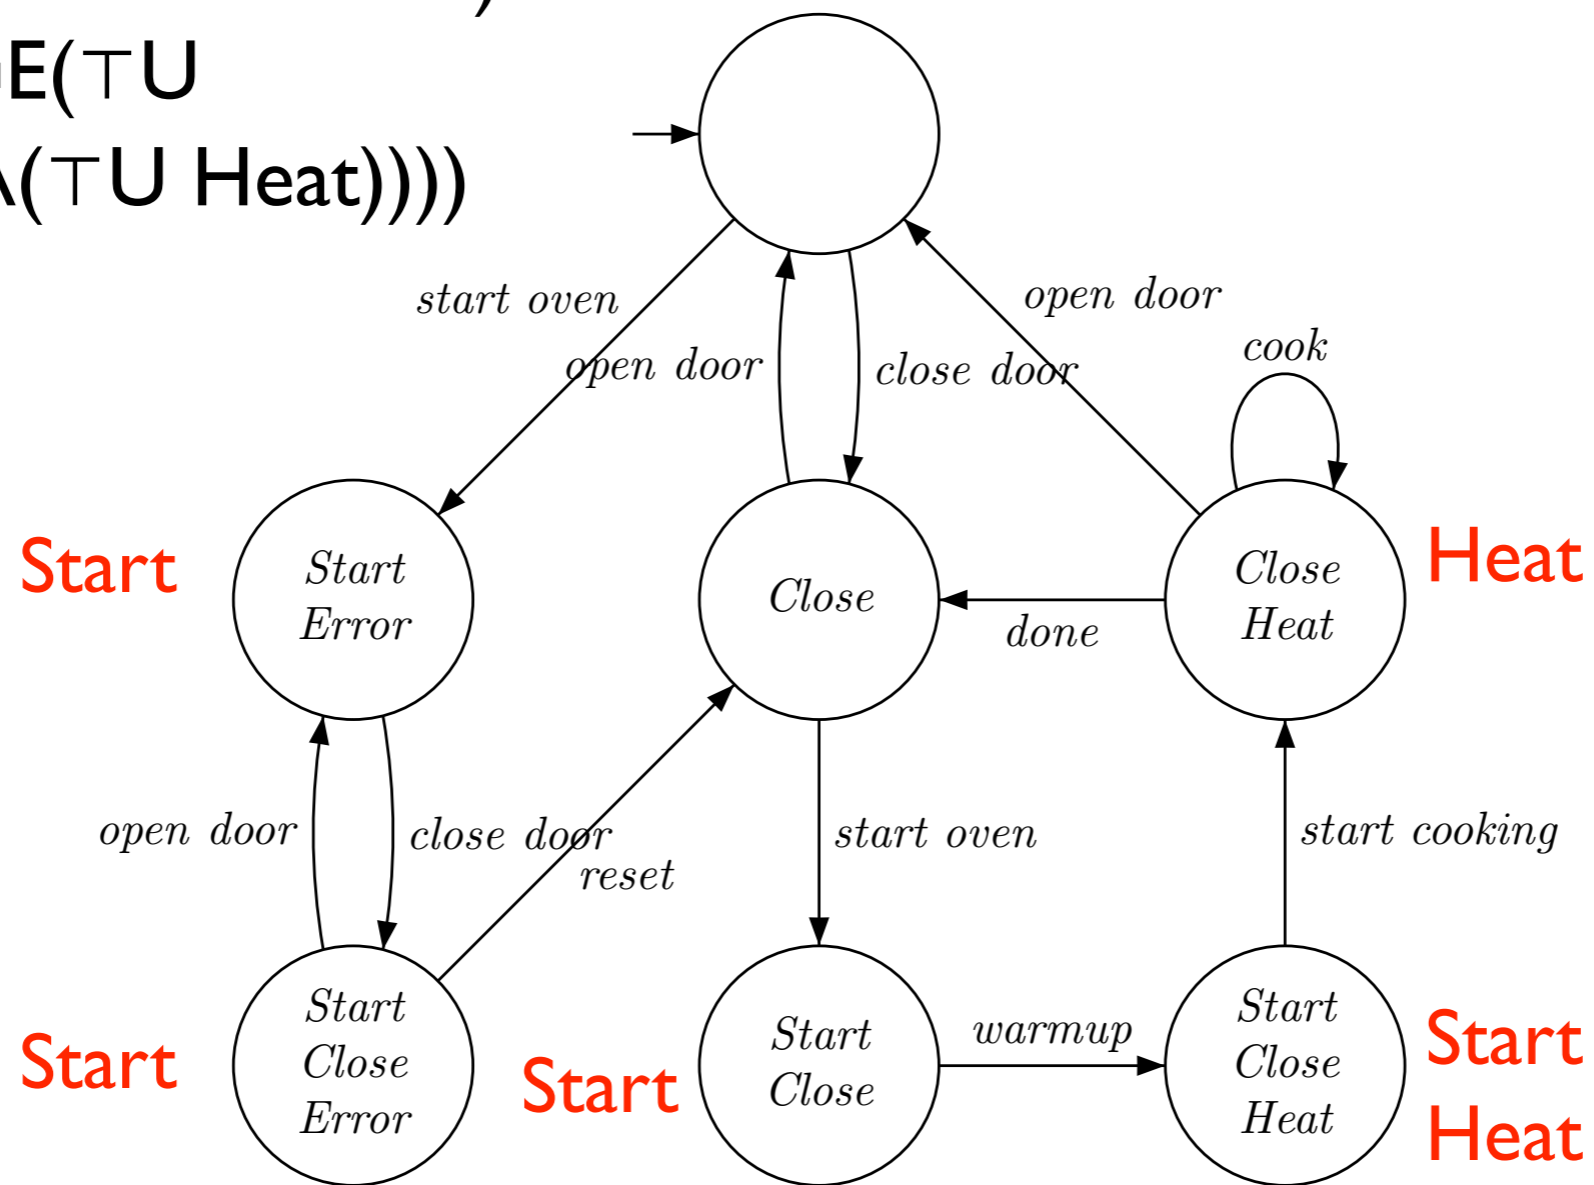 )
E(⊤U
(⊤U Heat))))
start oven
open door
close door
open door
cook
Start
Start
Error
Close
Close
Heat
Heat
done
open door
close door
reset
start oven
start cooking
Start
Start
Close
Error
Start
Start
Close
warmup
Start
Close
Heat
Start
Heat